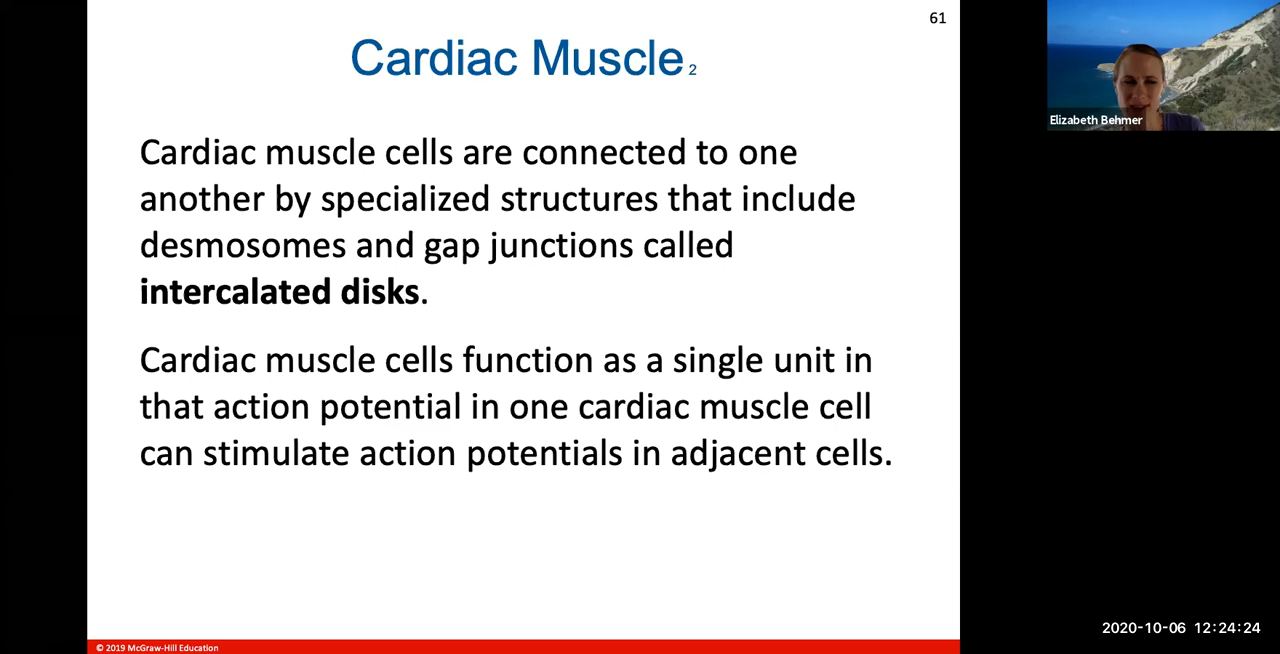 61
Cardiac Muscle 2
Cardiac muscle cells are connected to one
another by specialized structures that include
desmosomes and gap junctions called
intercalated disks.
Cardiac muscle cells function as a single unit in
that action potential in one cardiac muscle cell
can stimulate action potentials in adjacent cells.
© 2019 McGraw-Hill Education
Elizabeth Behmer
2020-10-06 12:24:24